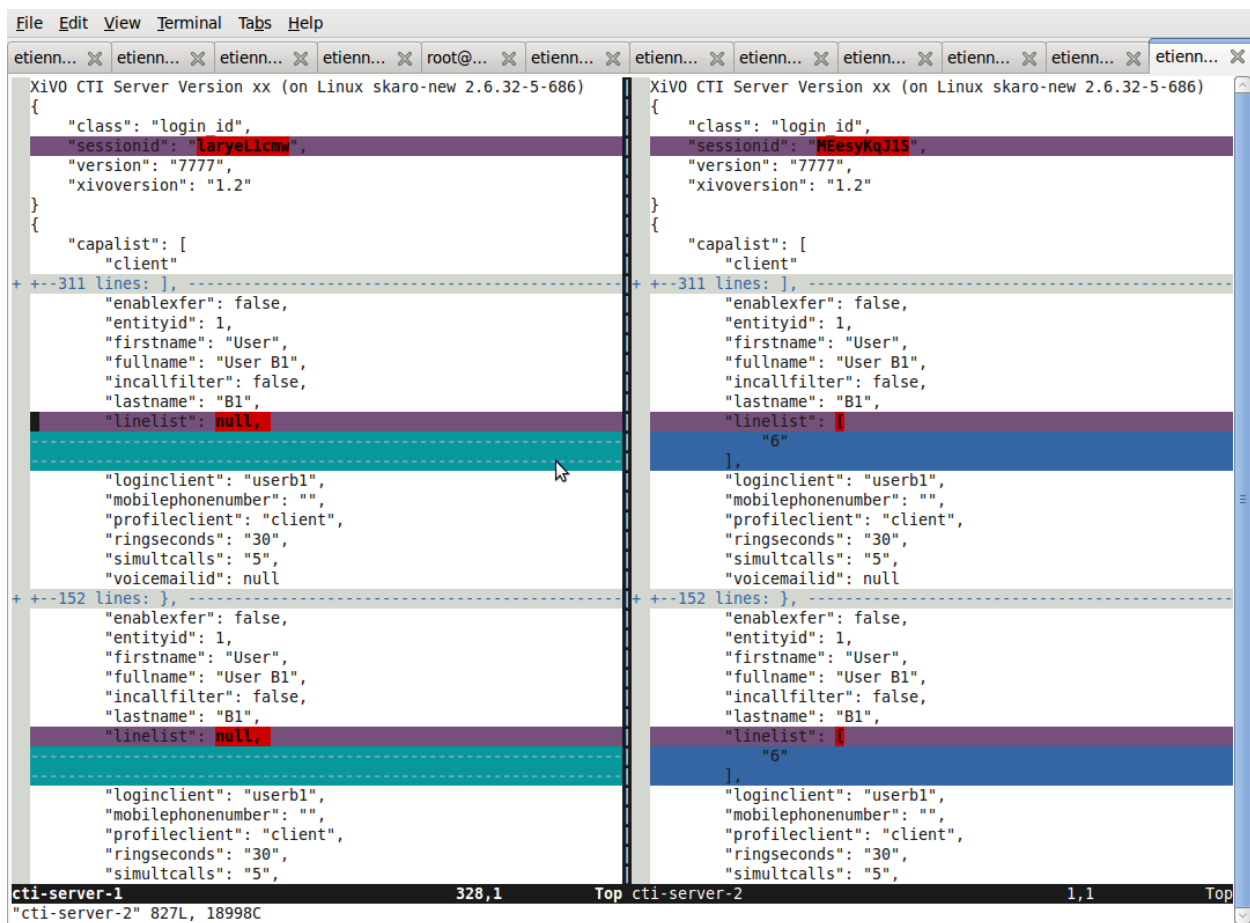 File Edit View Terminal Tabs Help
etienn... etienn... etienn... etienn... root@... etienn... etienn... etienn... etienn... etienn... etienn... etienn...
XiVO CTI Server Version xx (on Linux skaro-new 2.6.32-5-686)
{
"class": "login_id",
"sessionid": "laryeL1cmw",
"version": "7777",
"xivoversion": "1.2"
}
{
"capalist": [
"client"
+ +--311 lines: ], ----------------------------------------------
"enablexfer": false,
"entityid": 1,
"firstname": "User",
"fullname": "User B1",
"incallfilter": false,
"lastname": "B1",
"linelist": null,
"loginclient": "userb1",
"mobilephonenumber": "",
"profileclient": "client",
"ringseconds": "30",
"simultcalls": "5",
"voicemailid": null
+ +--152 lines: }, ----------------------------------------------
"enablexfer": false,
"entityid": 1,
"firstname": "User",
"fullname": "User B1",
"incallfilter": false,
"lastname": "B1",
"linelist": null,
"loginclient": "userb1",
"mobilephonenumber": "",
"profileclient": "client",
"ringseconds": "30",
"simultcalls": "5",
cti-server-1 328,1 Top
XiVO CTI Server Version xx (on Linux skaro-new 2.6.32-5-686)
{
"class": "login_id",
"sessionid": "MEesyKqJ1S",
"version": "7777",
"xivoversion": "1.2"
}
{
"capalist": [
"client"
+ +--311 lines: ], ----------------------------------------------
"enablexfer": false,
"entityid": 1,
"firstname": "User",
"fullname": "User B1",
"incallfilter": false,
"lastname": "B1",
"linelist": [
"6"
],
"loginclient": "userb1",
"mobilephonenumber": "",
"profileclient": "client",
"ringseconds": "30",
"simultcalls": "5",
"voicemailid": null
+ +--152 lines: }, ----------------------------------------------
"enablexfer": false,
"entityid": 1,
"firstname": "User",
"fullname": "User B1",
"incallfilter": false,
"lastname": "B1",
"linelist": [
"6"
],
"loginclient": "userb1",
"mobilephonenumber": "",
"profileclient": "client",
"ringseconds": "30",
"simultcalls": "5",
cti-server-2 1,1 Top
"cti-server-2" 827L, 18998C